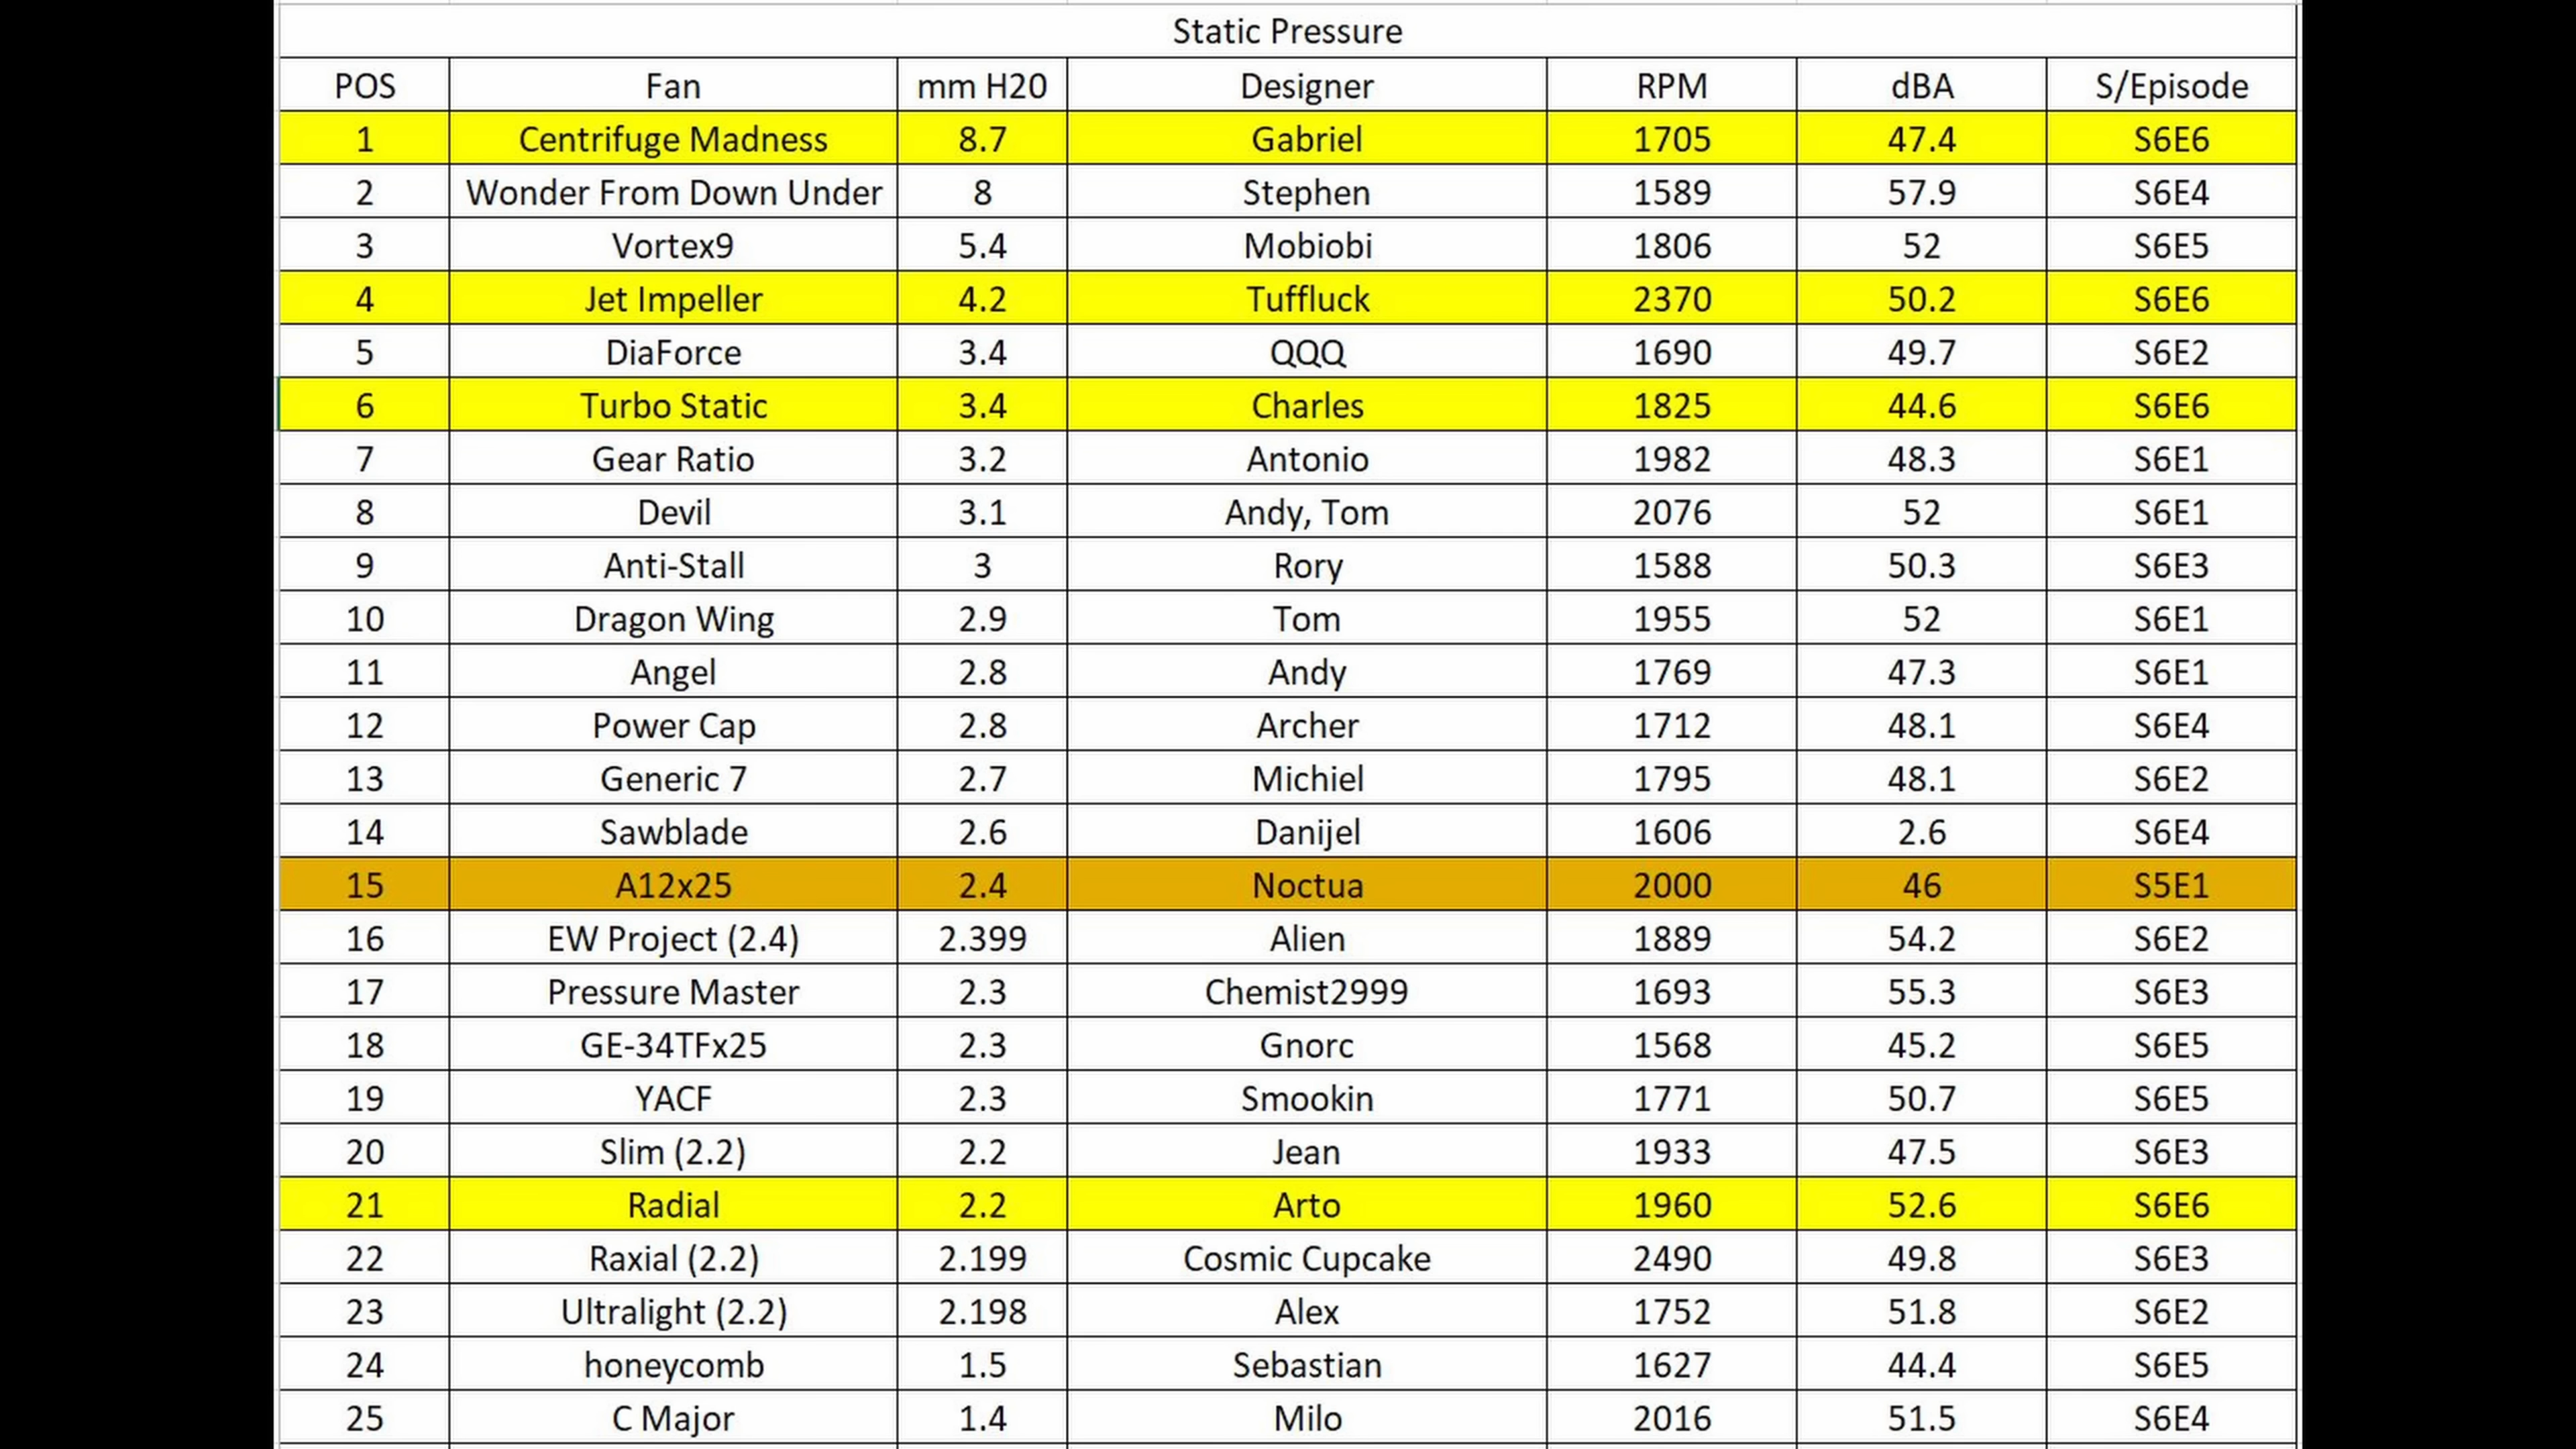 Static Pressure
POS Fan mm H20 Designer RPM dBA S/Episode
1 Centrifuge Madness 8.7 Gabriel 1705 47.4 S6E6
2 Wonder From Down Under 8 Stephen 1589 57.9 S6E4
3 Vortex9 5.4 Mobiobi 1806 52 S6E5
4 Jet Impeller 4.2 Tuffluck 2370 50.2 S6E6
5 DiaForce 3.4 QQQ 1690 49.7 S6E2
6 Turbo Static 3.4 Charles 1825 44.6 S6E6
7 Gear Ratio 3.2 Antonio 1982 48.3 S6E1
8 Devil 3.1 Andy, Tom 2076 52 S6E1
9 Anti-Stall 3 Rory 1588 50.3 S6E3
10 Dragon Wing 2.9 Tom 1955 52 S6E1
11 Angel 2.8 Andy 1769 47.3 S6E1
12 Power Cap 2.8 Archer 1712 48.1 S6E4
13 Generic 7 2.7 Michiel 1795 48.1 S6E2
14 Sawblade 2.6 Danijel 1606 2.6 S6E4
15 A12x25 2.4 Noctua 2000 46 S5E1
16 EW Project (2.4) 2.399 Alien 1889 54.2 S6E2
17 Pressure Master 2.3 Chemist2999 1693 55.3 S6E3
18 GE-34TFx25 2.3 Gnorc 1568 45.2 S6E5
19 YACF 2.3 Smookin 1771 50.7 S6E5
20 Slim (2.2) 2.2 Jean 1933 47.5 S6E3
21 Radial 2.2 Arto 1960 52.6 S6E6
22 Raxial (2.2) 2.199 Cosmic Cupcake 2490 49.8 S6E3
23 Ultralight (2.2) 2.198 Alex 1752 51.8 S6E2
24 honeycomb 1.5 Sebastian 1627 44.4 S6E5
25 C Major 1.4 Milo 2016 51.5 S6E4